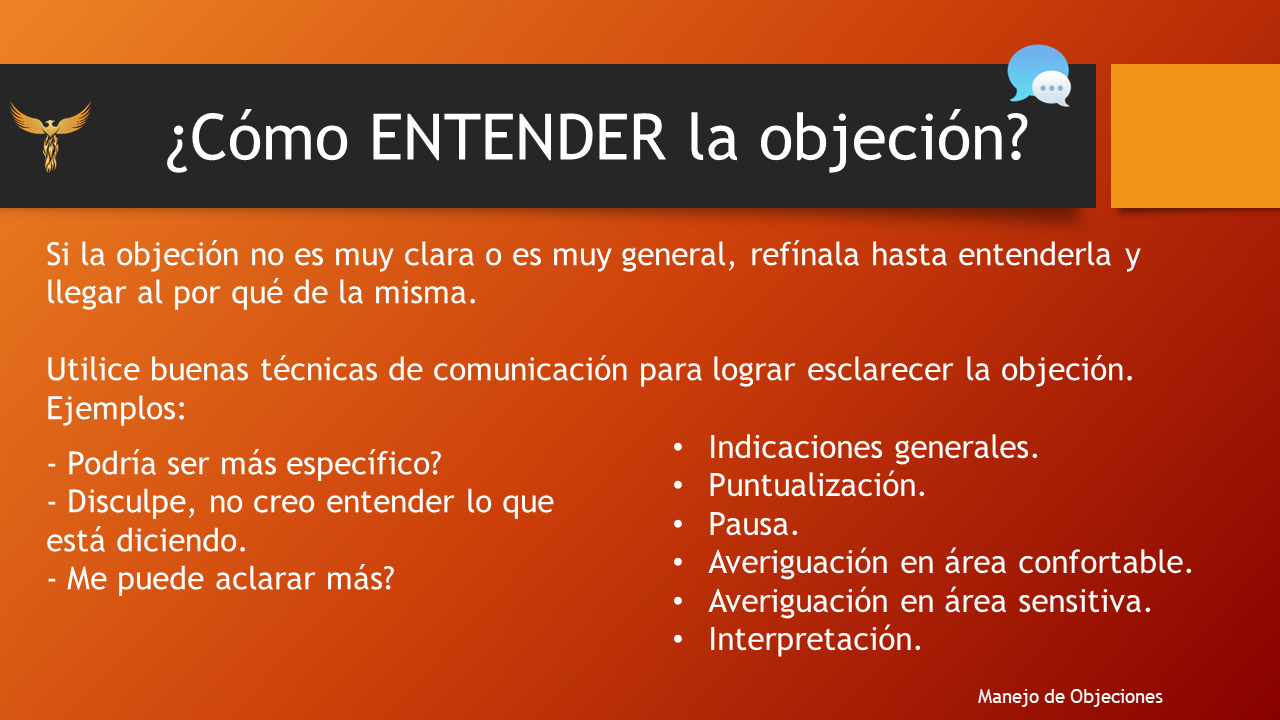 ¿Cómo ENTENDER la objeción?
Si la objeción no es muy clara o es muy general, refínala hasta entenderla y
llegar al por qué de la misma.
Utilice buenas técnicas de comunicación para lograr esclarecer la objeción.
Ejemplos:
- Podría ser más específico?
- Disculpe, no creo entender lo que
está diciendo.
- Me puede aclarar más?
• Indicaciones generales.
• Puntualización.
• Pausa.
• Averiguación en área confortable.
• Averiguación en área sensitiva.
• Interpretación.
Manejo de Objeciones